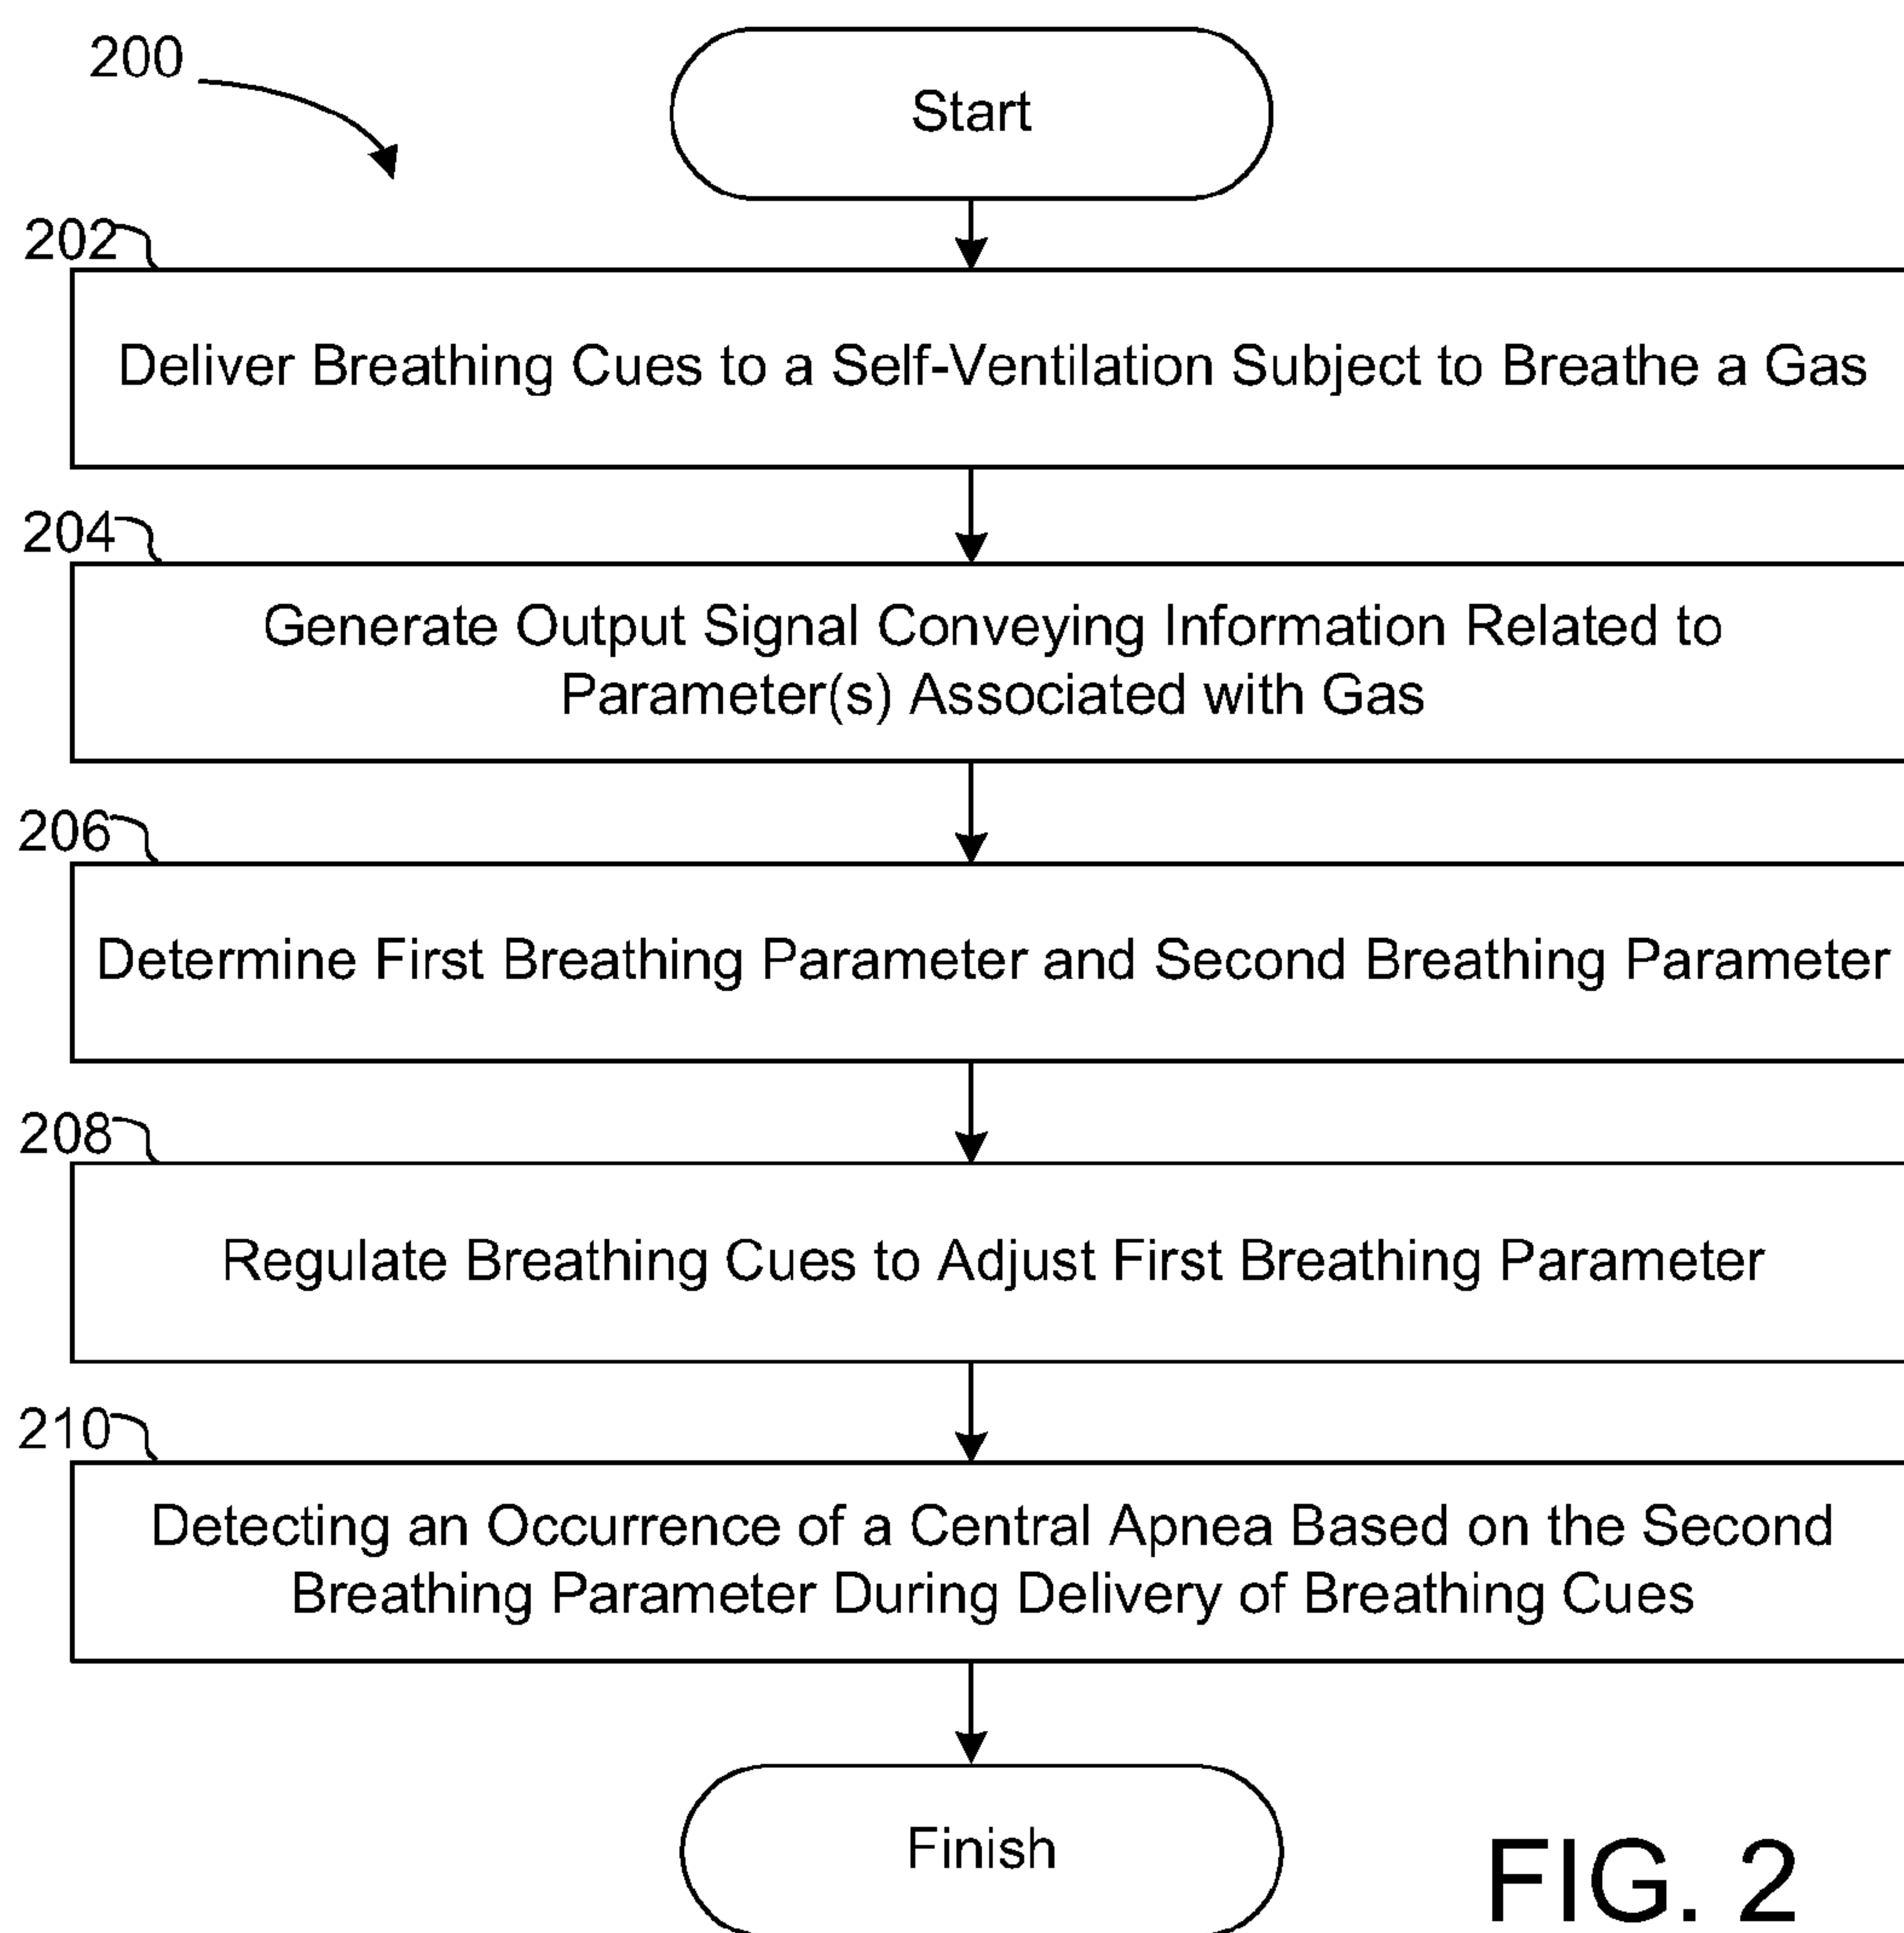 200
Start
202
Deliver Breathing Cues to a Self-Ventilation Subject to Breathe a Gas
204
Generate Output Signal Conveying Information Related to
Parameter(s) Associated with Gas
206
Determine First Breathing Parameter and Second Breathing Parameter
208
Regulate Breathing Cues to Adjust First Breathing Parameter
210
Detecting an Occurrence of a Central Apnea Based on the Second
Breathing Parameter During Delivery of Breathing Cues
Finish
FIG. 2